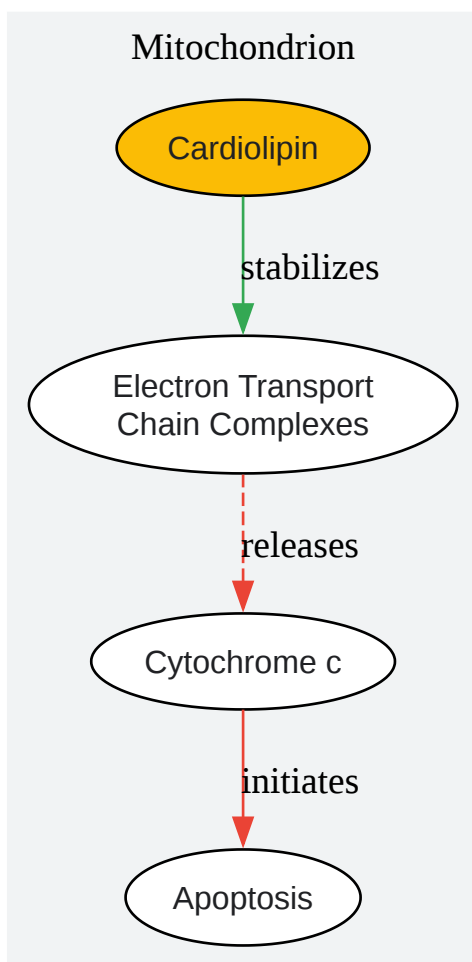 Mitochondrion
Cardiolipin
stabilizes
Electron Transport
Chain Complexes
releases
Cytochrome c
initiates
Apoptosis